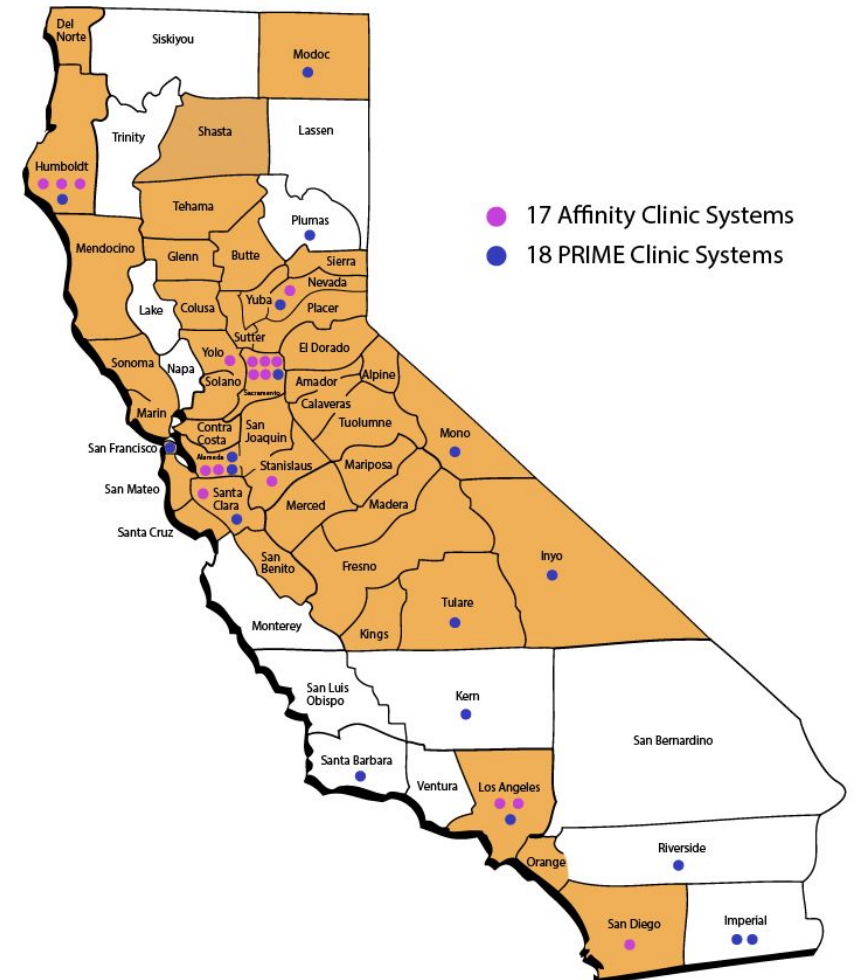 Del
Norte
Siskiyou
Modoc
Trinity
Shasta
Lassen
Humboldt
Tehama
Plumas
17 Affinity Clinic Systems
18 PRIME Clinic Systems
Mendocino
Glenn
Butte
Sierra
Nevada
Yuba
Placer
Lake
Colusa
Sutter
Yolo
El Dorado
Sonoma
Napa
Solano
Sacramento
Amador
Alpine
Calaveras
Marin
Contra
Costa
San
Joaquin
Tuolumne
Mono
San Francisco
Alameda
Stanislaus
Mariposa
San Mateo
Santa
Clara
Merced
Madera
Santa Cruz
San
Benito
Fresno
Inyo
Tulare
Monterey
Kings
San Luis
Obispo
Kern
San Bernardino
Santa Barbara
Ventura
Los Angeles
Riverside
Orange
San Diego
Imperial